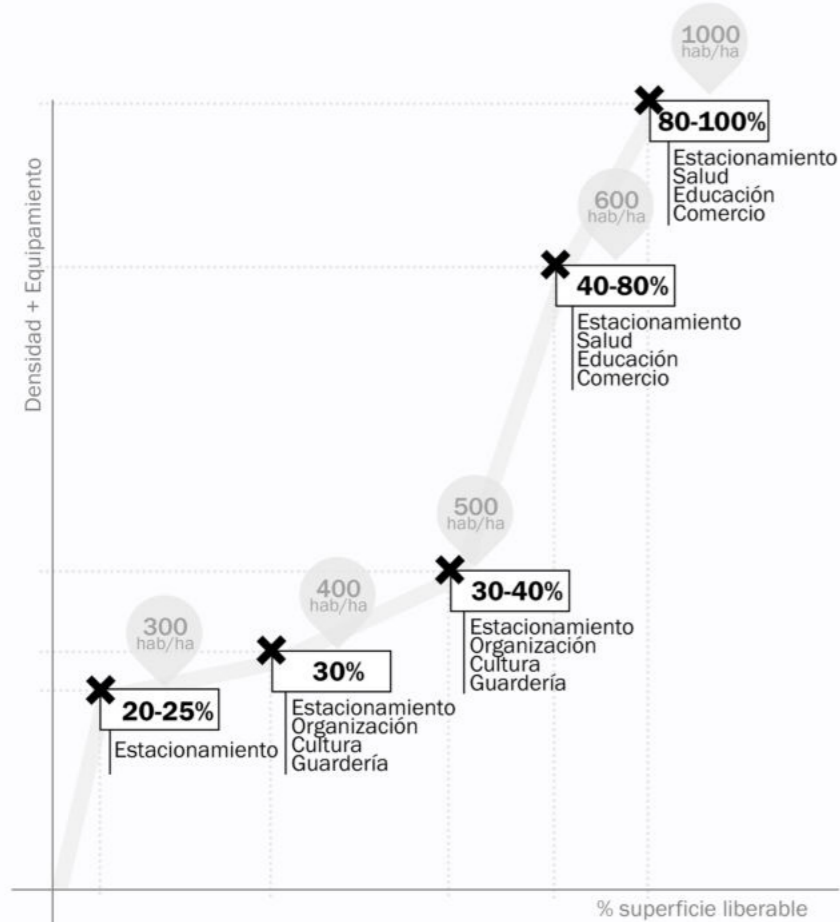 1000
hab/ha
80-100%
Estacionamiento
Salud
Educación
Comercio
600
hab/ha
40-80%
Estacionamiento
Salud
Educación
Comercio
Densidad + Equipamiento
500
hab/ha
30-40%
Estacionamiento
Organización
Cultura
Guardería
400
hab/ha
30%
Estacionamiento
Organización
Cultura
Guardería
300
hab/ha
20-25%
Estacionamiento
% superficie liberable